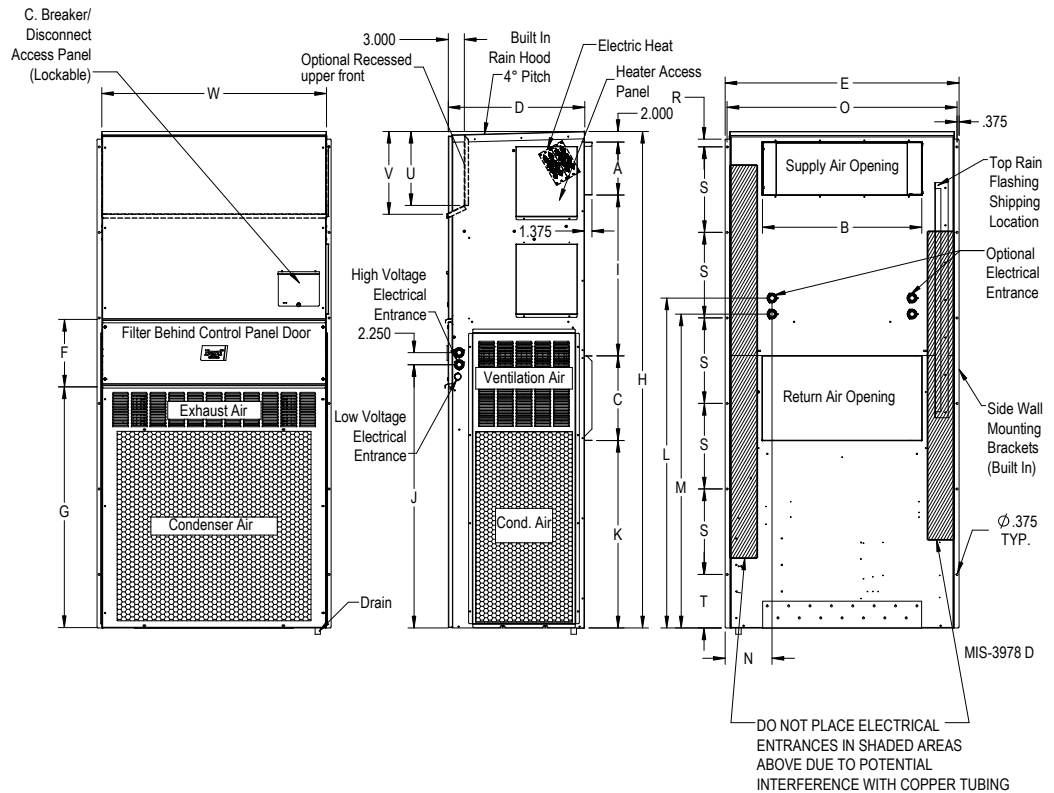 C. Breaker/
Disconnect
Access Panel
(Lockable)
W
F
G
Filter Behind Control Panel Door
Bard
Exhaust Air
Condenser Air
Drain
3.000
Optional Recessed
upper front
Built In
Rain Hood
4° Pitch
Electric Heat
Heater Access
Panel
2.000
D
V
U
A
1.375
I
High Voltage
Electrical
Entrance
2.250
Ventilation Air
C
H
Low Voltage
Electrical
Entrance
J
Cond. Air
K
E
O
R
.375
Supply Air Opening
Top Rain
Flashing
Shipping
Location
S
B
S
Optional
Electrical
Entrance
S
Return Air Opening
S
Side Wall
Mounting
Brackets
(Built In)
L
M
S
Ø .375
TYP.
T
N
MIS-3978 D
DO NOT PLACE ELECTRICAL
ENTRANCES IN SHADED AREAS
ABOVE DUE TO POTENTIAL
INTERFERENCE WITH COPPER TUBING